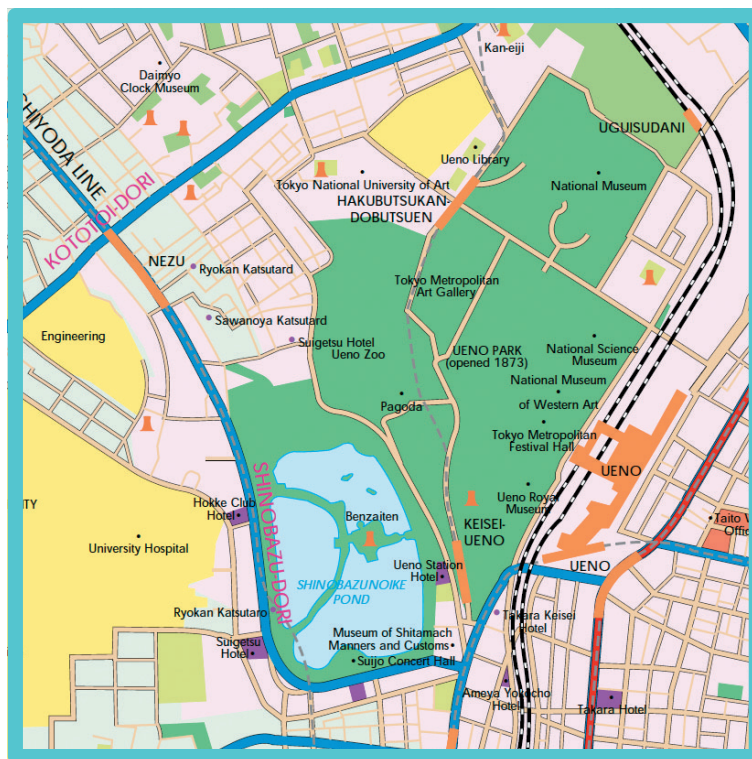 Kan-eiji
Daimyo
Clock Museum
CHIYODA LINE
UGUISUDANI
KOTOTOI-DORI
Ueno Library
Tokyo National University of Art
National Museum
HAKUBUTSUKAN-
DOBUTSUEN
NEZU
Ryokan Katsutard
Tokyo Metropolitan
Art Gallery
Sawanoya Katsutard
Engineering
Suigetsu Hotel
Ueno Zoo
UENO PARK
(opened 1873)
National Science
Museum
National Museum
of Western Art
Pagoda
Tokyo Metropolitan
Festival Hall
UENO
SHINOBAZU-DORI
Ueno Royal
Museum
Hokke Club
Hotel
Benzaiten
KEISEI-
UENO
Taito
Offic
University Hospital
UENO
Ueno Station
Hotel
SHINOBAZUNOIKE
POND
Ryokan Katsutaro
Takara Keisei
Hotel
Museum of Shitamach
Manners and Customs
Suigetsu
Hotel
Suijo Concert Hall
Ameya Yokocho
Hotel
Takara Hotel